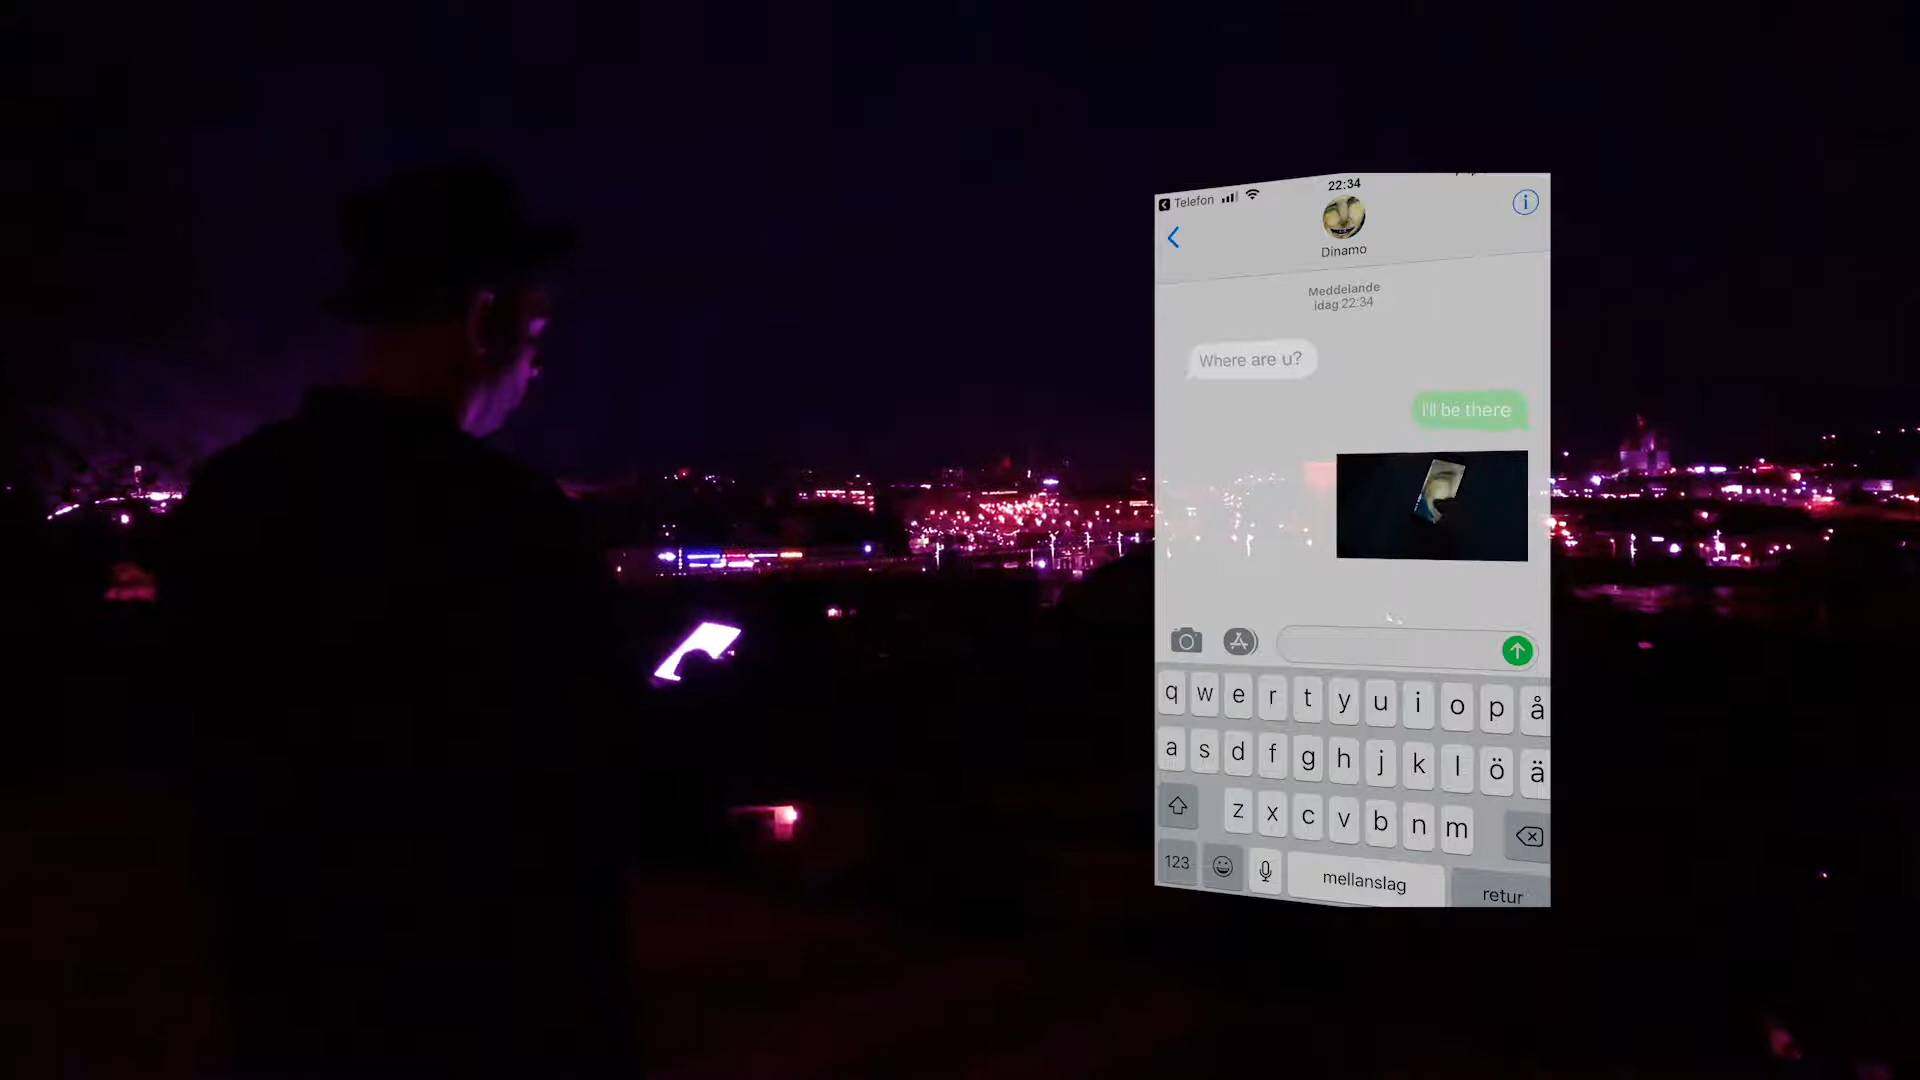 22:34
Telefon
Dinamo
Meddelande
idag 22:34
Where are u?
I'll be there
q w e r t y u i o p å
a s d f g h j k l ö ä
z x c v b n m
123 mellanslag retur